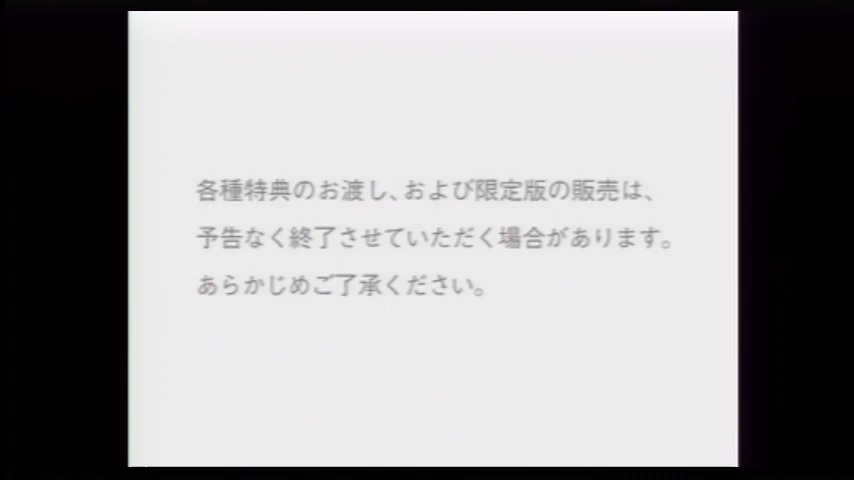 各種特典のお渡し、および限定版の販売は、
予告なく終了させていただく場合があります。
あらかじめご了承ください。